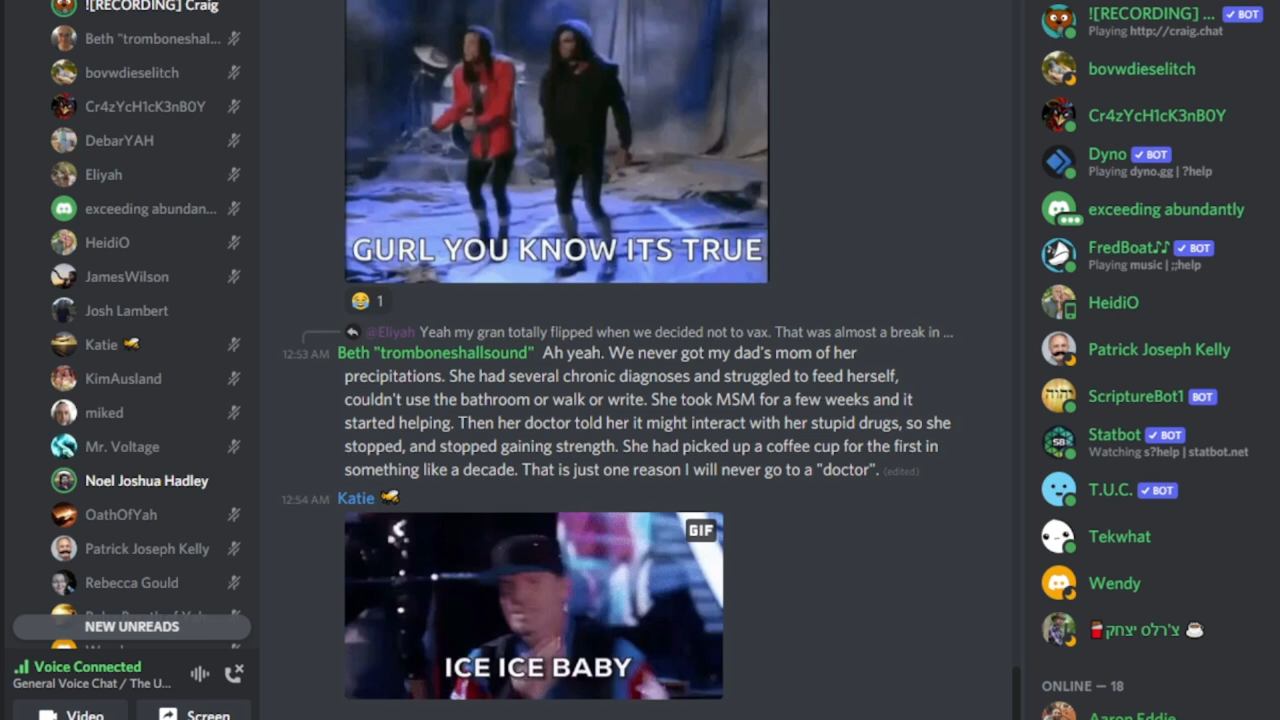 ![RECORDING] Craig
Beth "tromboneshal...
bovwdieselitch
Cr4zYcH1cK3nB0Y
DebarYAH
Eliyah
exceeding abundan...
HeidiO
JamesWilson
Josh Lambert
Katie
KimAusland
miked
Mr. Voltage
Noel Joshua Hadley
OathOfYah
Patrick Joseph Kelly
Rebecca Gould
NEW UNREADS
Voice Connected
General Voice Chat / The U...
Video
Screen
GURL YOU KNOW ITS TRUE
😂 1
@Eliyah Yeah my gran totally flipped when we decided not to vax. That was almost a break in ...
12:53 AM Beth "tromboneshallsound" Ah yeah. We never got my dad's mom of her
precipitations. She had several chronic diagnoses and struggled to feed herself,
couldn't use the bathroom or walk or write. She took MSM for a few weeks and it
started helping. Then her doctor told her it might interact with her stupid drugs, so she
stopped, and stopped gaining strength. She had picked up a coffee cup for the first in
something like a decade. That is just one reason I will never go to a "doctor". (edited)
12:54 AM Katie
GIF
ICE ICE BABY
![RECORDING] ... ✓ BOT
Playing http://craig.chat
bovwdieselitch
Cr4zYcH1cK3nB0Y
Dyno ✓ BOT
Playing dyno.gg | ?help
exceeding abundantly
FredBoat♪♪ ✓ BOT
Playing music | ;;help
HeidiO
Patrick Joseph Kelly
ScriptureBot1 BOT
Statbot ✓ BOT
Watching s?help | statbot.net
T.U.C. ✓ BOT
Tekwhat
Wendy
צ'רלס יצחק
ONLINE — 18
Aaron Eddie